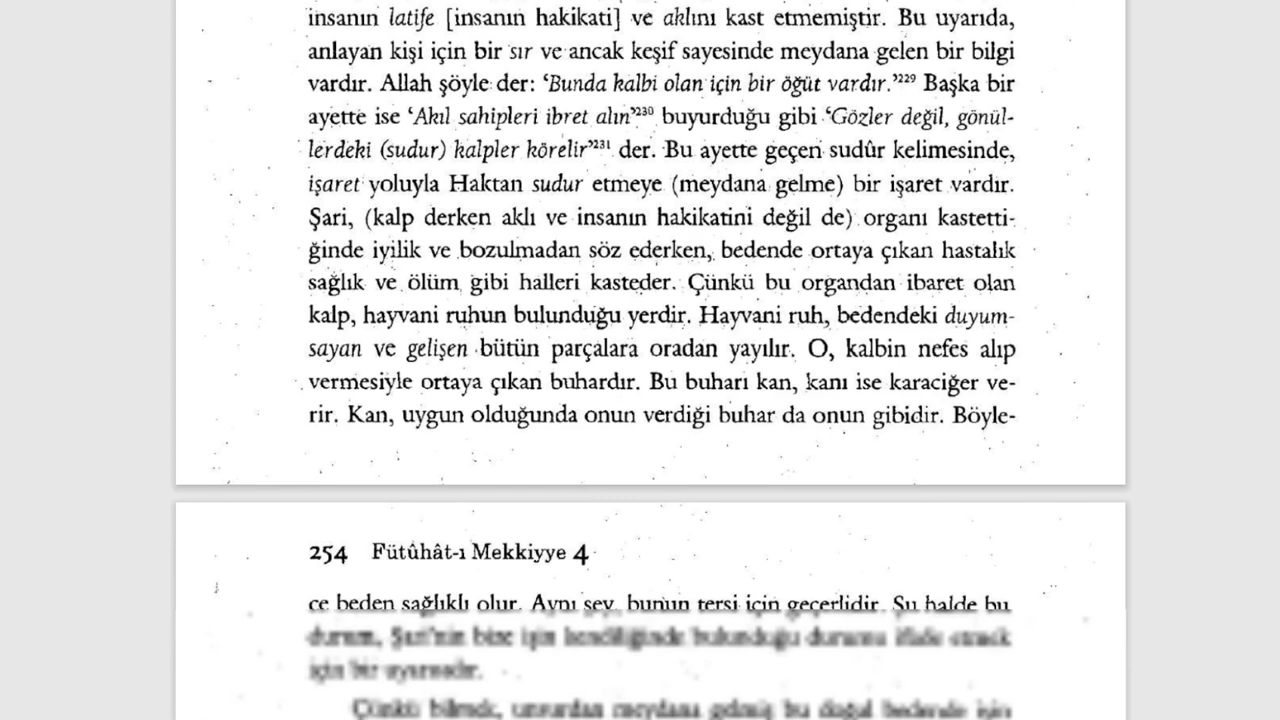 insanın latife [insanın hakikati] ve aklını kast etmemiştir. Bu uyarıda,
anlayan kişi için bir sır ve ancak keşif sayesinde meydana gelen bir bilgi
vardır. Allah şöyle der: ‘Bunda kalbi olan için bir öğüt vardır.’²²⁹ Başka bir
ayette ise ‘Akıl sahipleri ibret alın’²³⁰ buyurduğu gibi ‘Gözler değil, gönül-
lerdeki (sudur) kalpler körelir’²³¹ der. Bu ayette geçen sudûr kelimesinde,
işaret yoluyla Haktan sudur etmeye (meydana gelme) bir işaret vardır.
Şari, (kalp derken aklı ve insanın hakikatini değil de) organı kastetti-
ğinde iyilik ve bozulmadan söz ederken, bedende ortaya çıkan hastalık
sağlık ve ölüm gibi halleri kasteder. Çünkü bu organdan ibaret olan
kalp, hayvani ruhun bulunduğu yerdir. Hayvani ruh, bedendeki duyum-
sayan ve gelişen bütün parçalara oradan yayılır. O, kalbin nefes alıp
vermesiyle ortaya çıkan buhardır. Bu buharı kan, kanı ise karaciğer ve-
rir. Kan, uygun olduğunda onun verdiği buhar da onun gibidir. Böyle-
254 Fütûhât-ı Mekkiyye 4
ce beden sağlıklı olur. Aynı şey, bunun tersi için geçerlidir. Şu halde bu